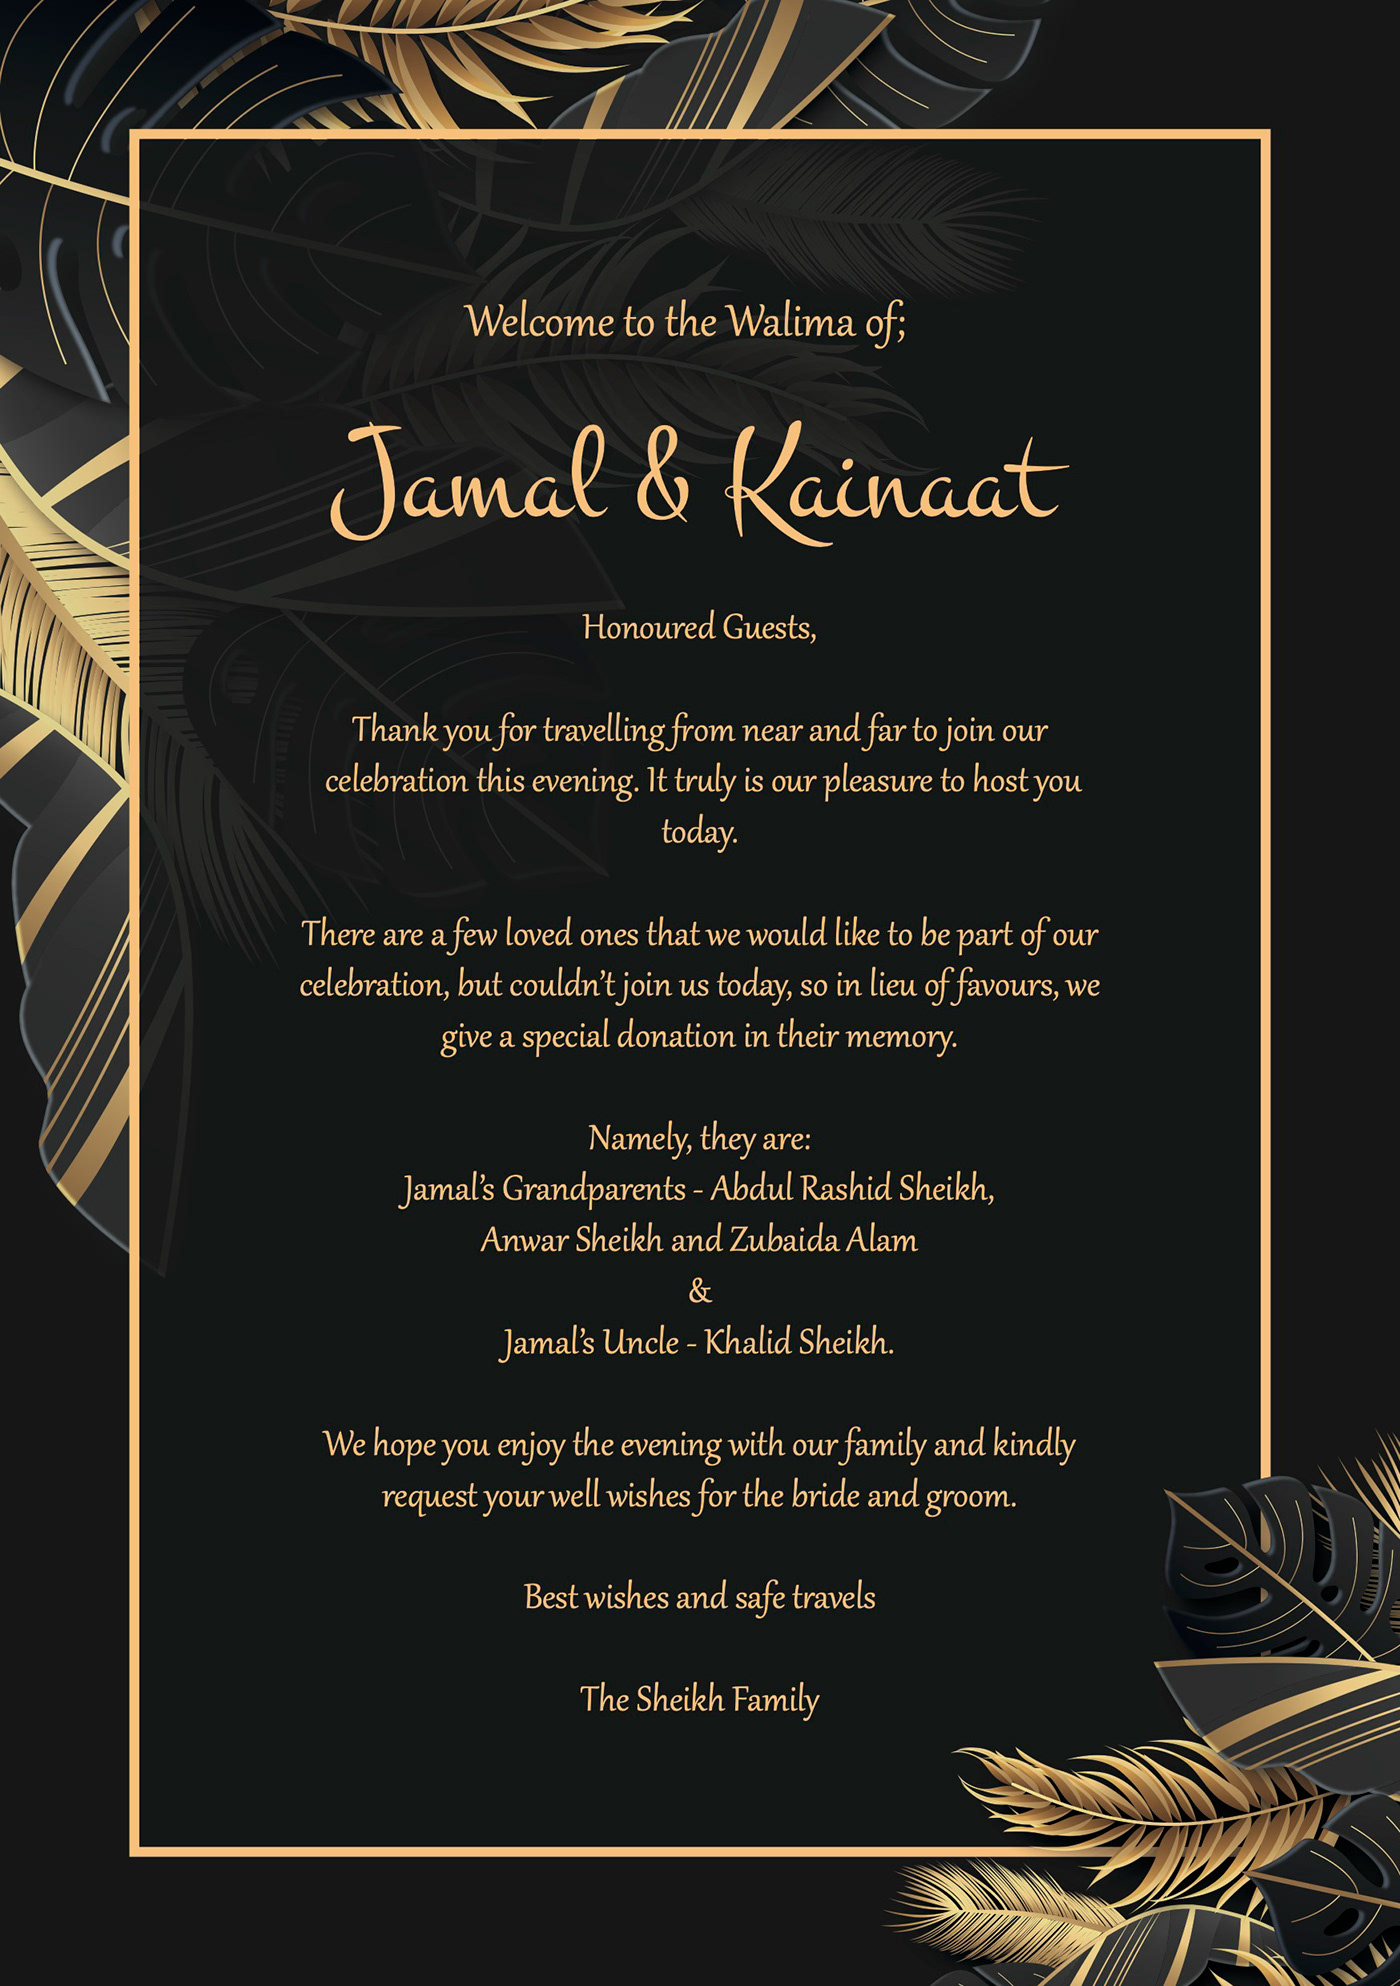 Welcome to the Walima of;
Jamal & Kainaat
Honoured Guests,
Thank you for travelling from near and far to join our
celebration this evening. It truly is our pleasure to host you
today.
There are a few loved ones that we would like to be part of our
celebration, but couldn't join us today, so in lieu of favours, we
give a special donation in their memory.
Namely, they are:
Jamal's Grandparents - Abdul Rashid Sheikh,
Anwar Sheikh and Zubaida Alam
&
Jamal's Uncle - Khalid Sheikh.
We hope you enjoy the evening with our family and kindly
request your well wishes for the bride and groom.
Best wishes and safe travels
The Sheikh Family